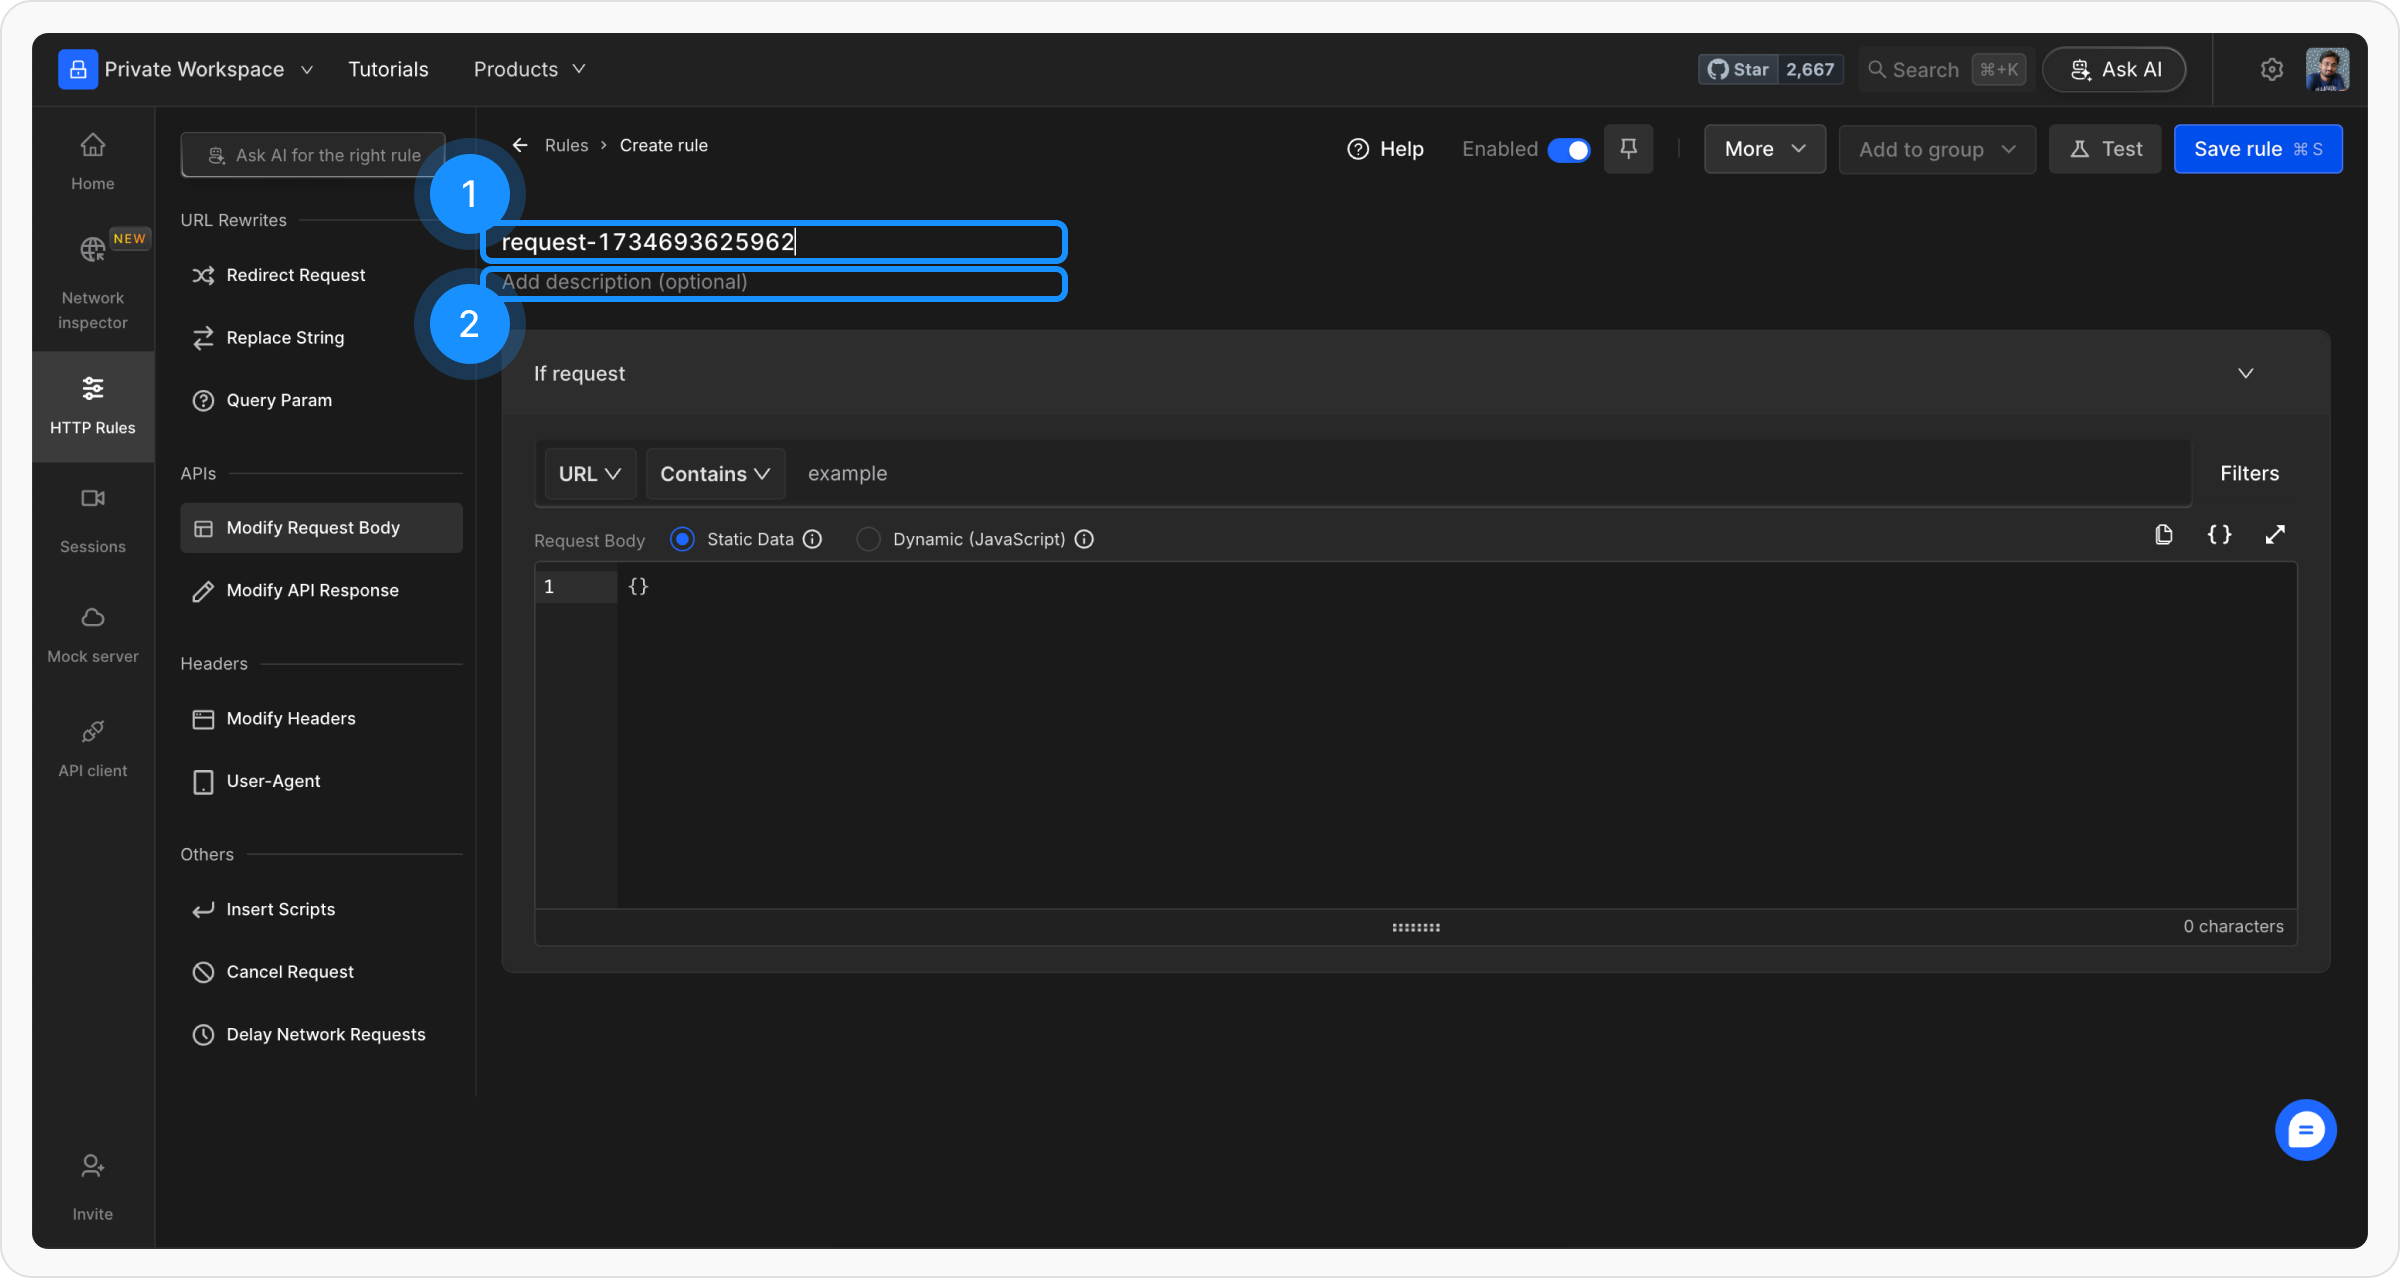 Private Workspace Tutorials Products Star 2,667 Search ⌘+K Ask AI
Home
NEW
Network
inspector
HTTP Rules
Sessions
Mock server
API client
Invite
Ask AI for the right rule
URL Rewrites
Redirect Request
Replace String
Query Param
APIs
Modify Request Body
Modify API Response
Headers
Modify Headers
User-Agent
Others
Insert Scripts
Cancel Request
Delay Network Requests
Rules > Create rule
Help Enabled More Add to group Test Save rule ⌘ S
1
request-1734693625962
2
Add description (optional)
If request
URL Contains example Filters
Request Body Static Data Dynamic (JavaScript) { }
1 {}
0 characters